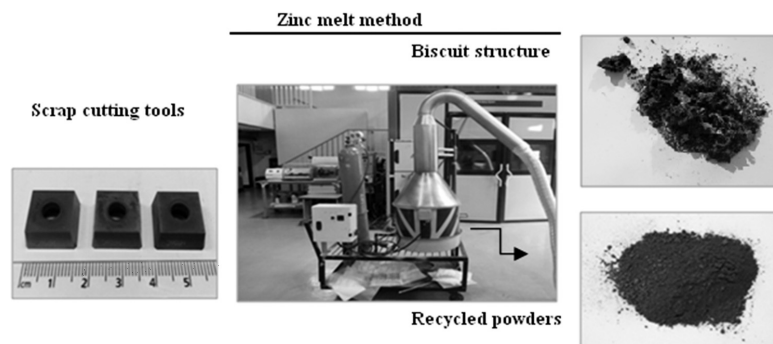 Zinc melt method
Biscuit structure
Scrap cutting tools
cm 1 2 3 4 5
Recycled powders